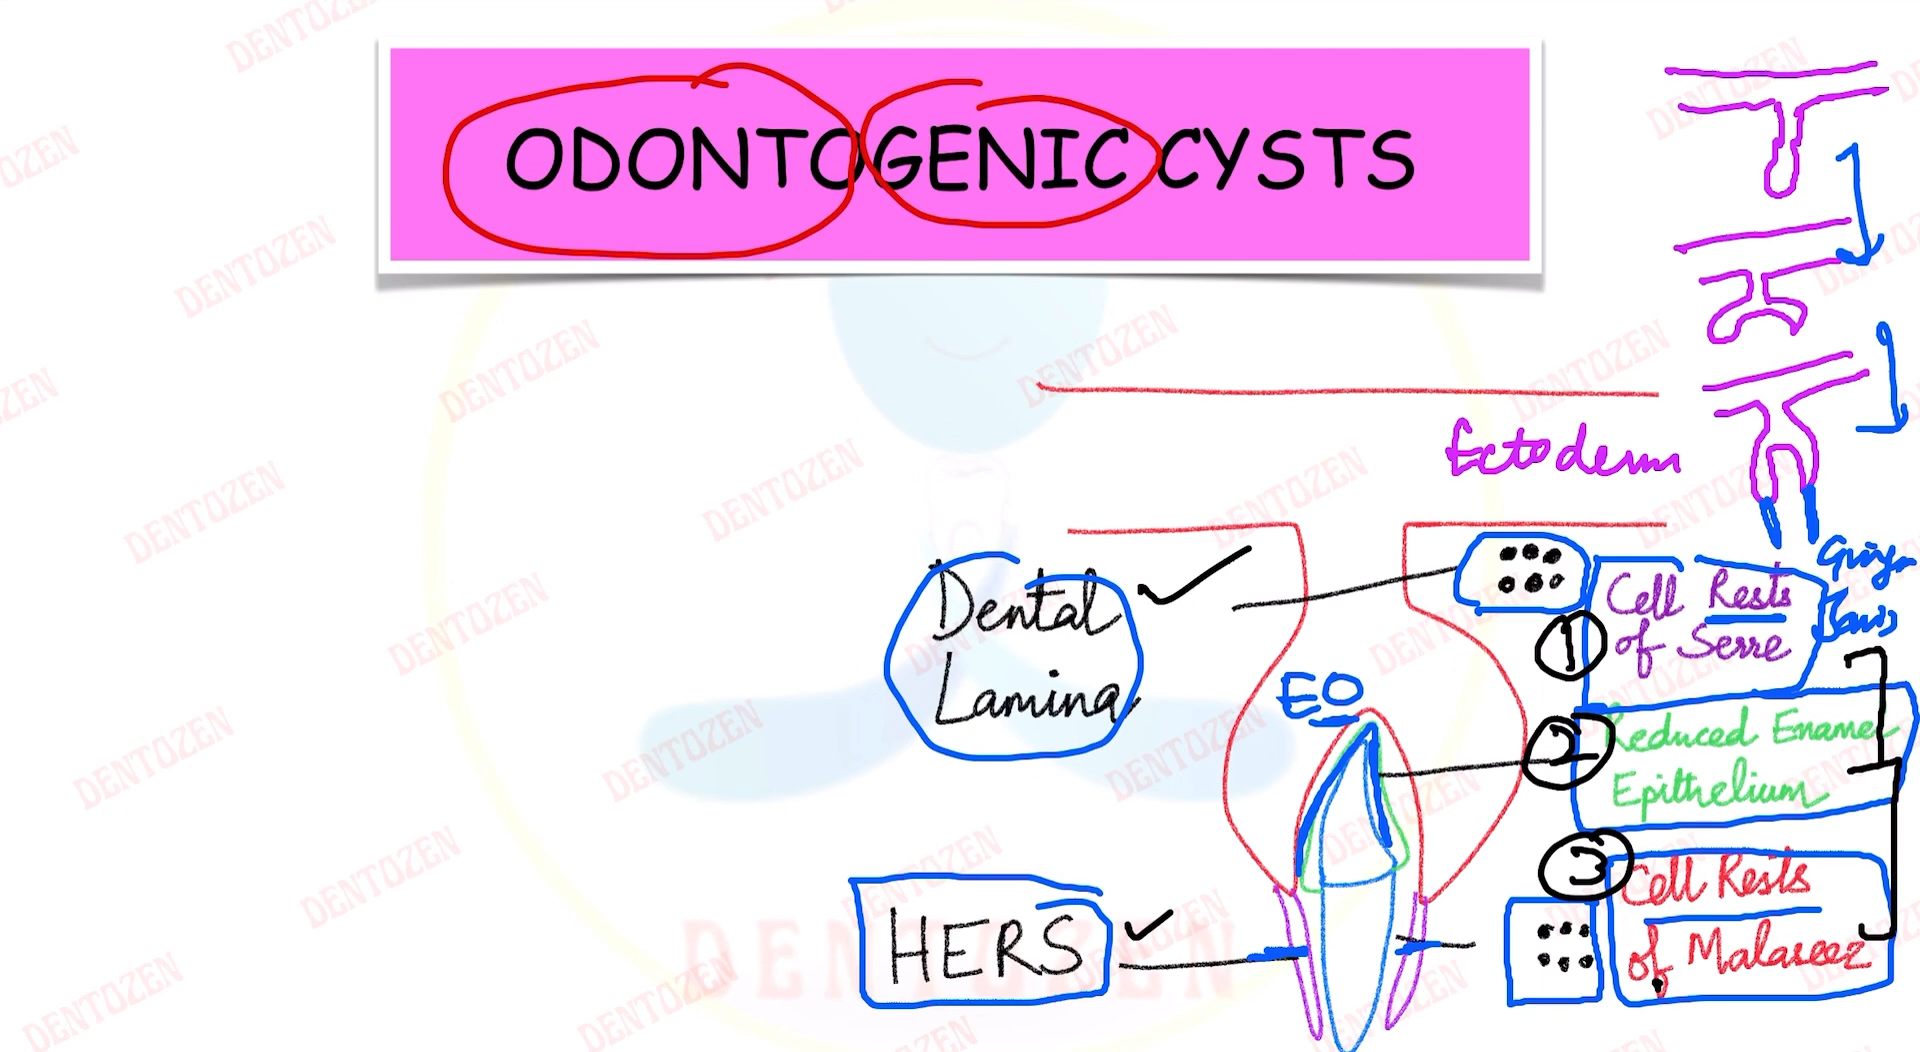 ODONTOGENIC CYSTS
Ectoderm
Dental
Lamina
EO
1
Cell Rests
of Serre
2
Reduced Enamel
Epithelium
3
Cell Rests
of Malassez
HERS
DENTOZEN